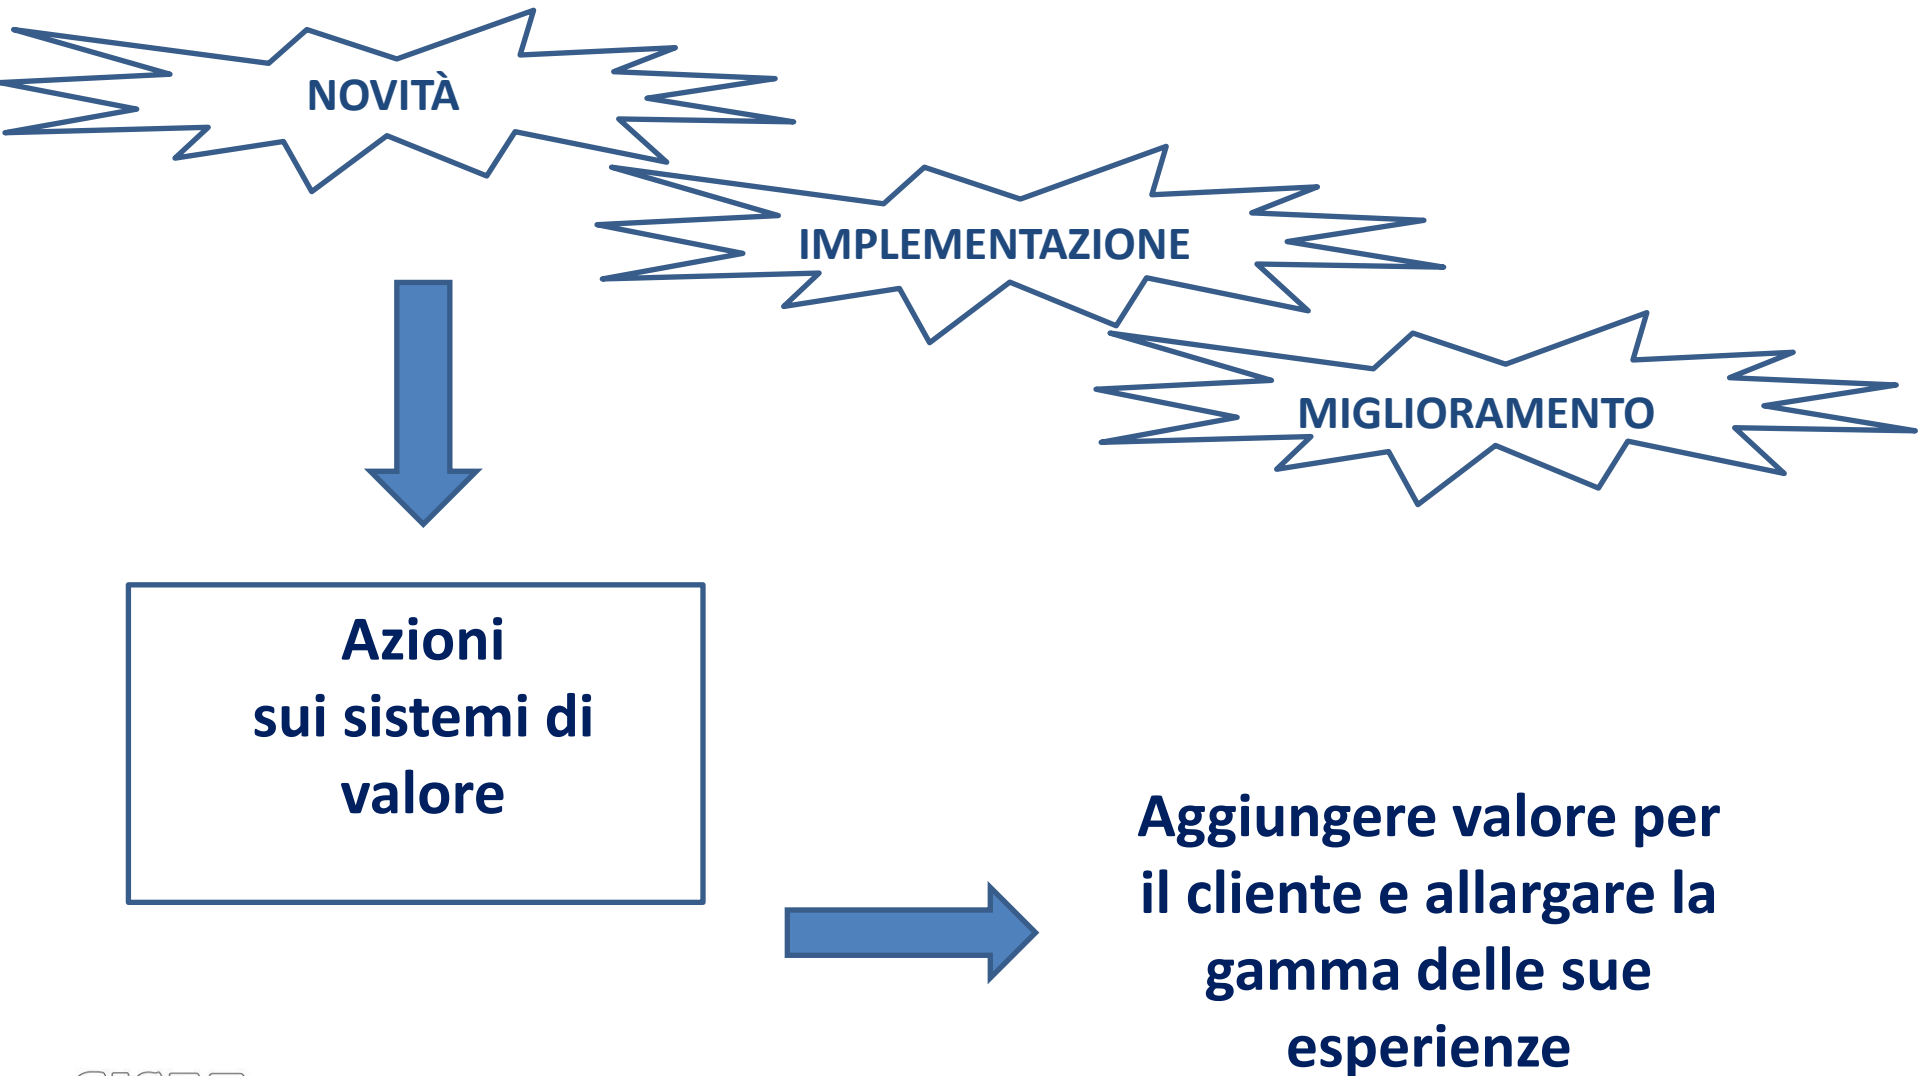 NOVITÀ
IMPLEMENTAZIONE
MIGLIORAMENTO
Azioni
sui sistemi di
valore
Aggiungere valore per
il cliente e allargare la
gamma delle sue
esperienze